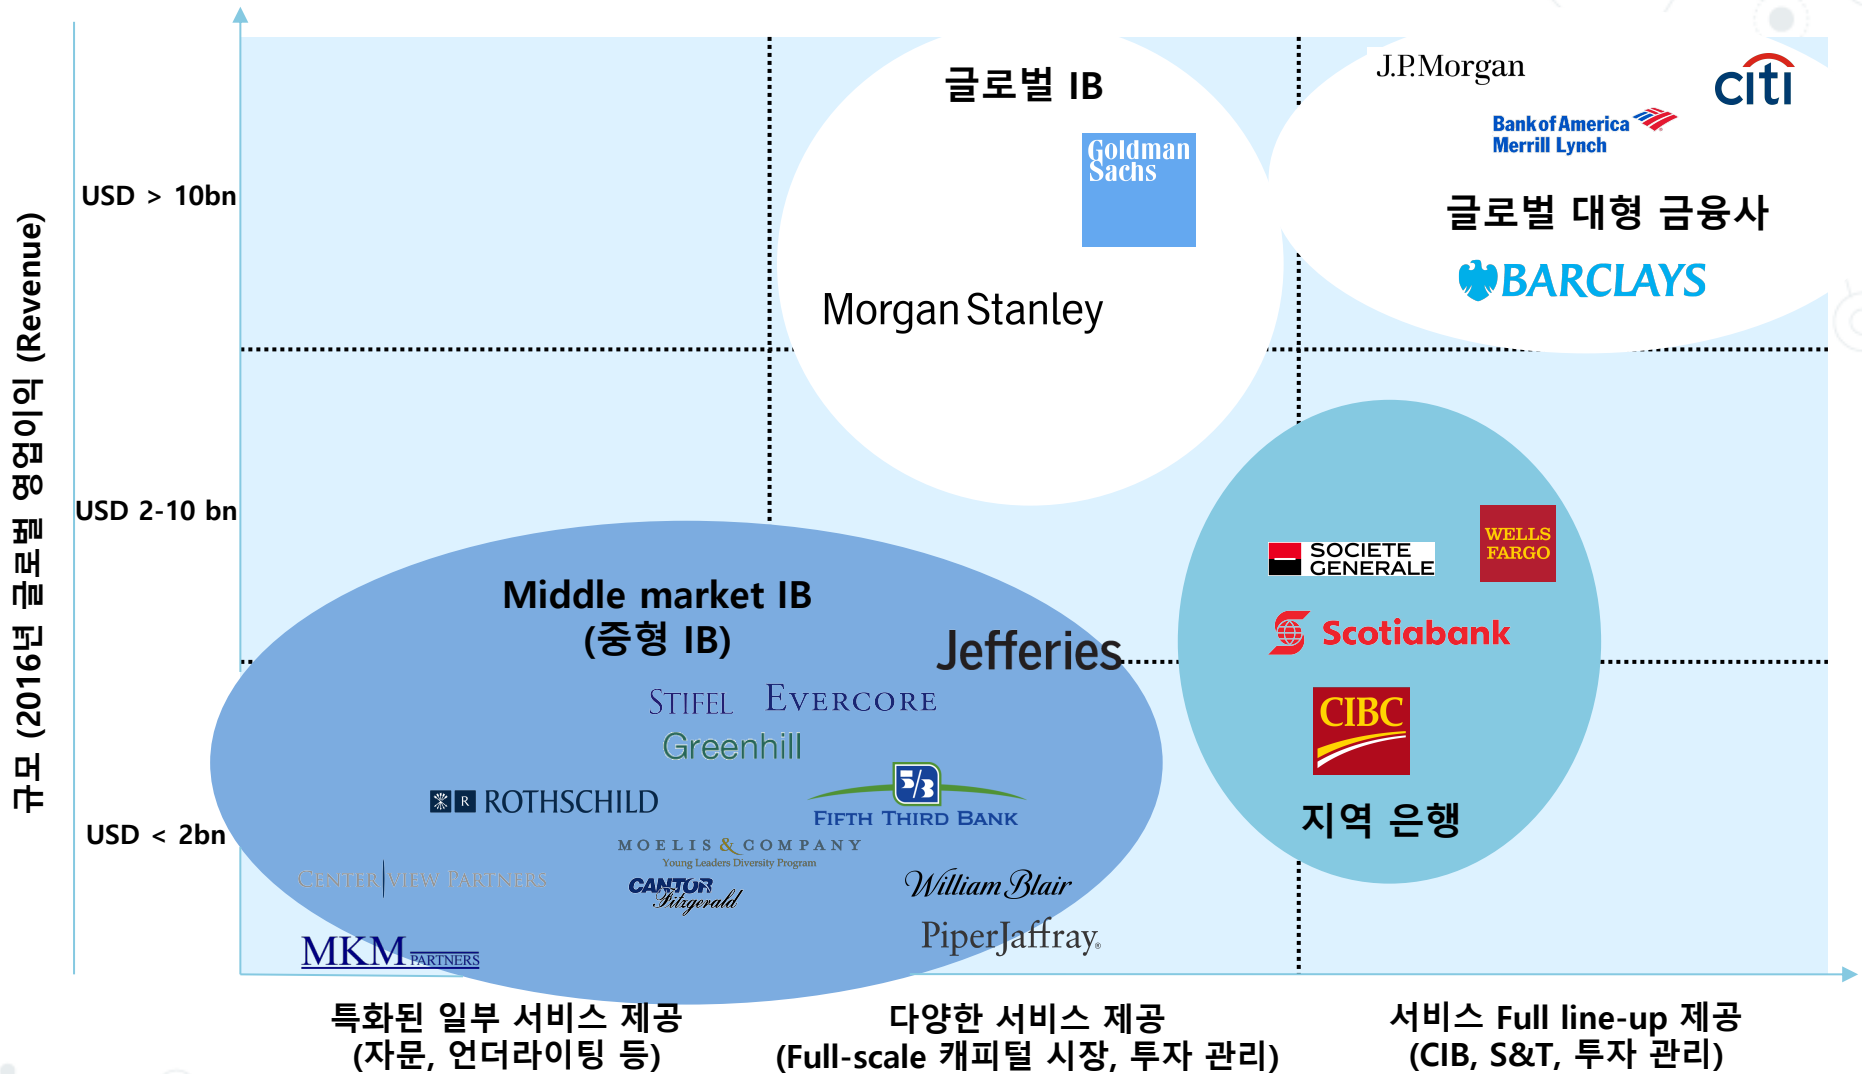 글로벌 IB
J.P.Morgan
citi
Bank of America
Merrill Lynch
Goldman
Sachs
USD > 10bn
글로벌 대형 금융사
BARCLAYS
Morgan Stanley
규모 (2016년 글로벌 영업이익 (Revenue)
USD 2-10 bn
WELLS
FARGO
SOCIETE
GENERALE
Middle market IB
(중형 IB)
Jefferies
Scotiabank
STIFEL
EVERCORE
Greenhill
CIBC
R
ROTHSCHILD
5/3
FIFTH THIRD BANK
지역 은행
USD < 2bn
MOELIS & COMPANY
Young Leaders Diversity Program
CENTERVIEW PARTNERS
CANTOR
Fitzgerald
William Blair
PiperJaffray®
MKM PARTNERS
특화된 일부 서비스 제공
(자문, 언더라이팅 등)
다양한 서비스 제공
(Full-scale 캐피털 시장, 투자 관리)
서비스 Full line-up 제공
(CIB, S&T, 투자 관리)